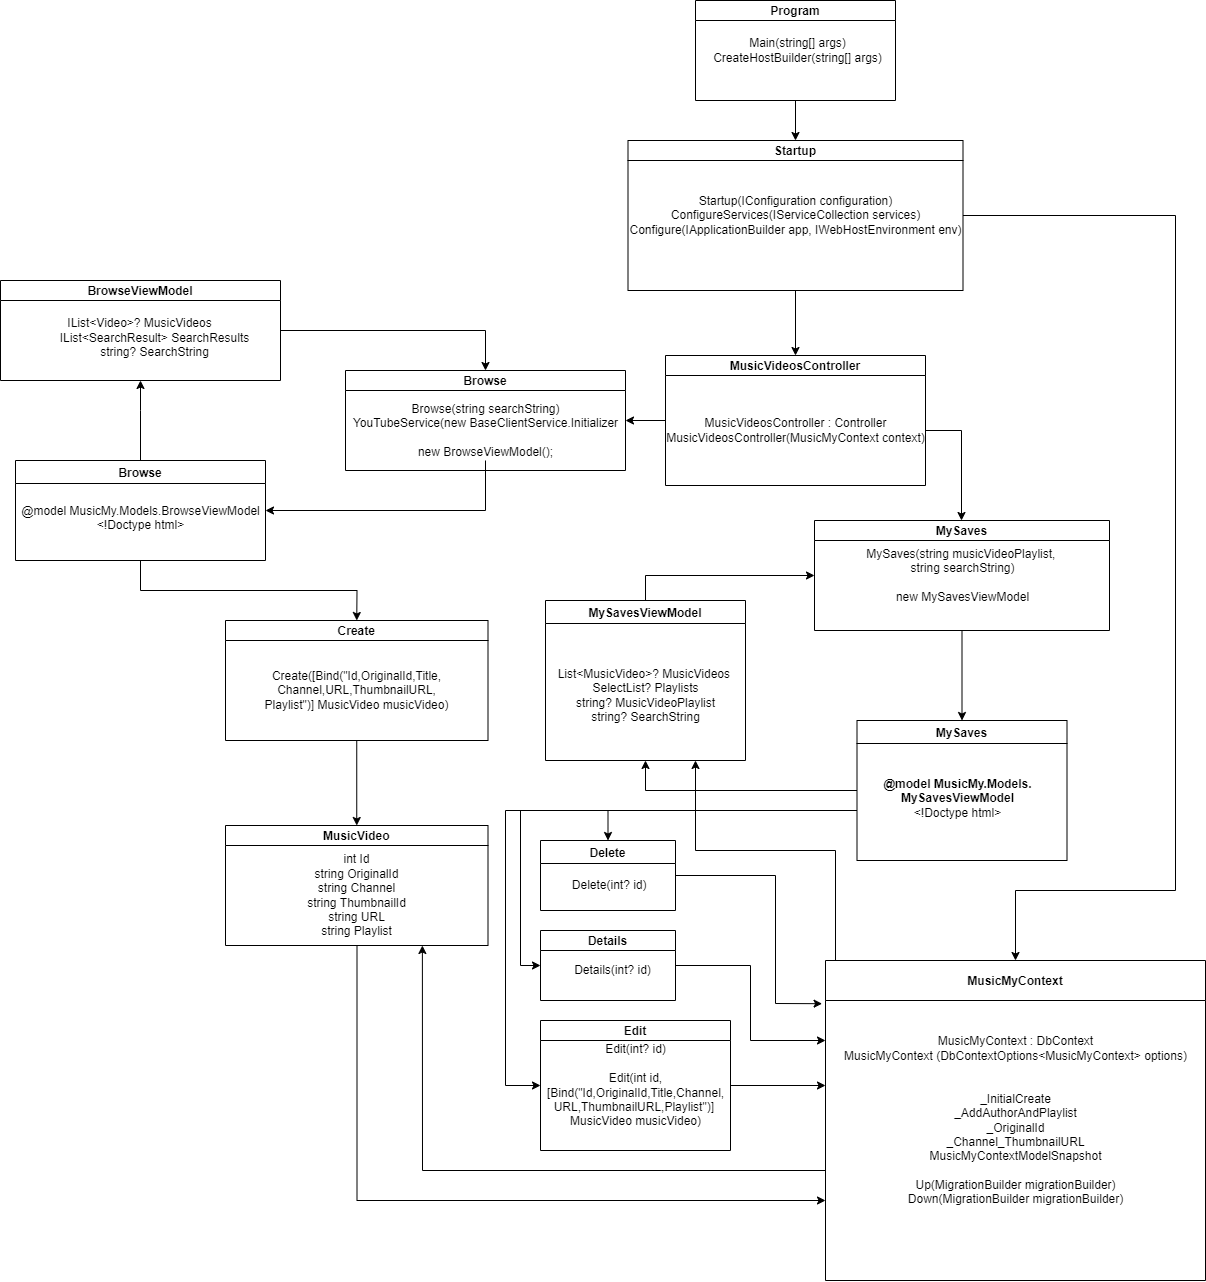 Program
Main(string[] args)
CreateHostBuilder(string[] args)
Startup
Startup(IConfiguration configuration)
ConfigureServices(IServiceCollection services)
Configure(IApplicationBuilder app, IWebHostEnvironment env)
BrowseViewModel
IList<Video>? MusicVideos
IList<SearchResult> SearchResults
string? SearchString
Browse
Browse(string searchString)
YouTubeService(new BaseClientService.Initializer
new BrowseViewModel();
MusicVideosController
MusicVideosController : Controller
MusicVideosController(MusicMyContext context)
Browse
@model MusicMy.Models.BrowseViewModel
<!Doctype html>
MySaves
MySaves(string musicVideoPlaylist,
string searchString)
new MySavesViewModel
Create
Create([Bind("Id,OriginalId,Title,
Channel,URL,ThumbnailURL,
Playlist")] MusicVideo musicVideo)
MySavesViewModel
List<MusicVideo>? MusicVideos
SelectList? Playlists
string? MusicVideoPlaylist
string? SearchString
MySaves
@model MusicMy.Models.
MySavesViewModel
<!Doctype html>
MusicVideo
int Id
string OriginalId
string Channel
string ThumbnailId
string URL
string Playlist
Delete
Delete(int? id)
Details
Details(int? id)
Edit
Edit(int? id)
Edit(int id,
[Bind("Id,OriginalId,Title,Channel,
URL,ThumbnailURL,Playlist")]
MusicVideo musicVideo)
MusicMyContext
MusicMyContext : DbContext
MusicMyContext (DbContextOptions<MusicMyContext> options)
_InitialCreate
_AddAuthorAndPlaylist
_OriginalId
_Channel_ThumbnailURL
MusicMyContextModelSnapshot
Up(MigrationBuilder migrationBuilder)
Down(MigrationBuilder migrationBuilder)